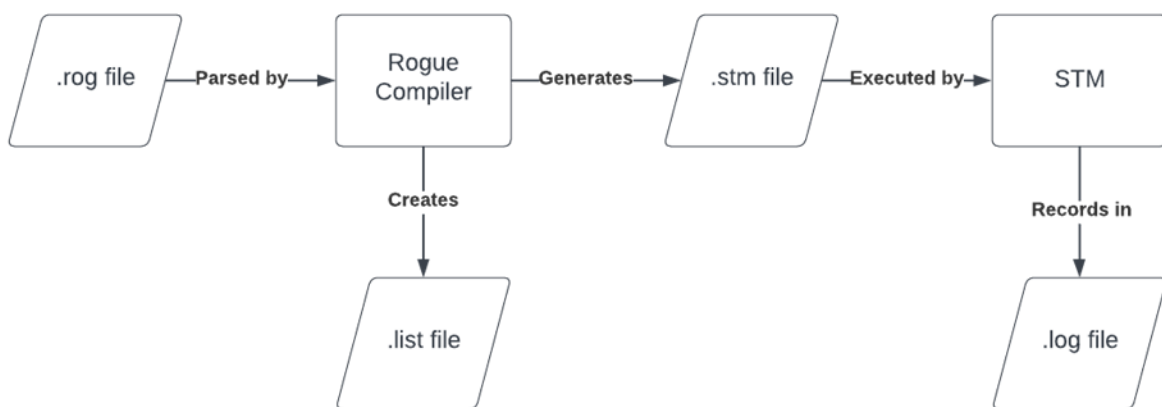 .rog file
Parsed by
Rogue
Compiler
Generates
.stm file
Executed by
STM
Creates
Records in
.list file
.log file